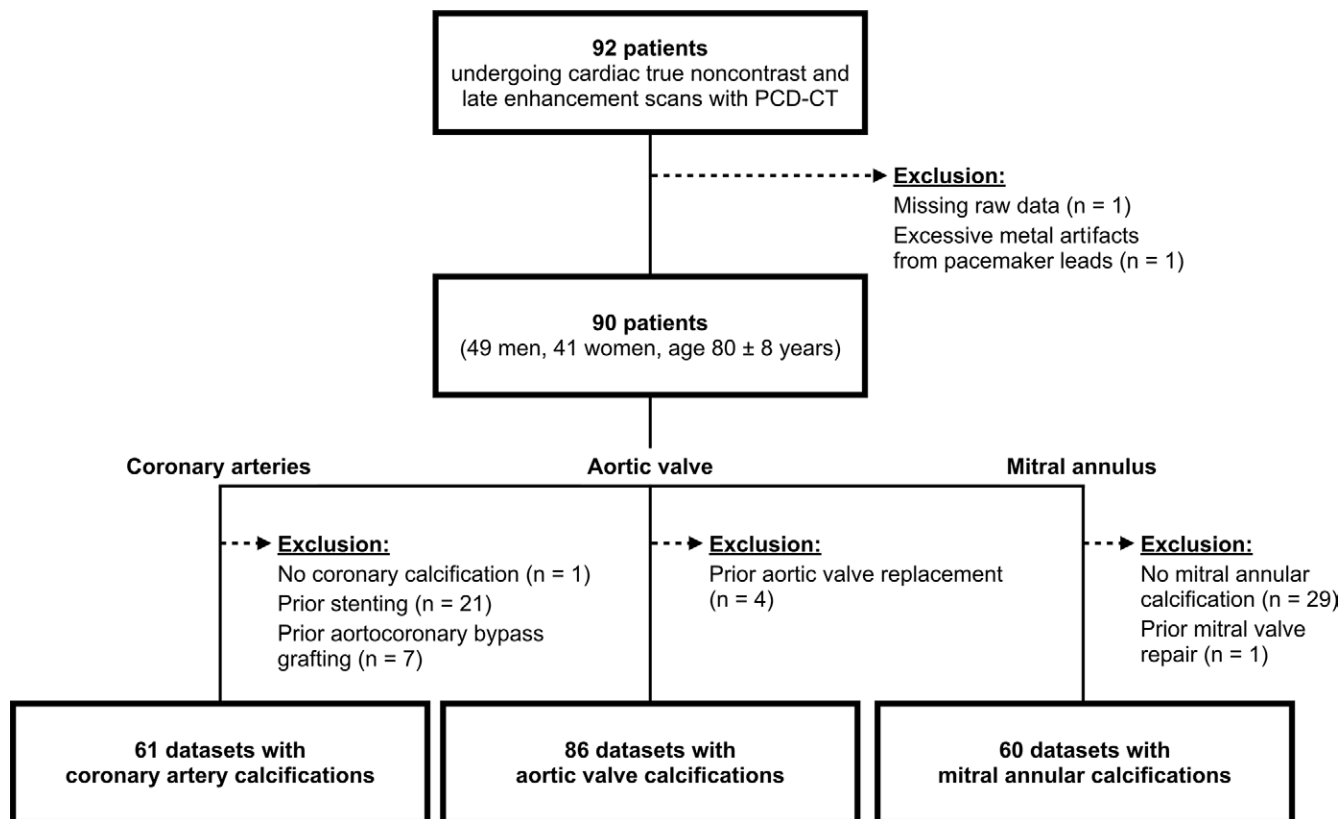 92 patients
undergoing cardiac true noncontrast and
late enhancement scans with PCD-CT
Exclusion:
Missing raw data (n = 1)
Excessive metal artifacts
from pacemaker leads (n = 1)
90 patients
(49 men, 41 women, age 80 ± 8 years)
Coronary arteries
Aortic valve
Mitral annulus
Exclusion:
No coronary calcification (n = 1)
Prior stenting (n = 21)
Prior aortocoronary bypass
grafting (n = 7)
Exclusion:
Prior aortic valve replacement
(n = 4)
Exclusion:
No mitral annular
calcification (n = 29)
Prior mitral valve
repair (n = 1)
61 datasets with
coronary artery calcifications
86 datasets with
aortic valve calcifications
60 datasets with
mitral annular calcifications